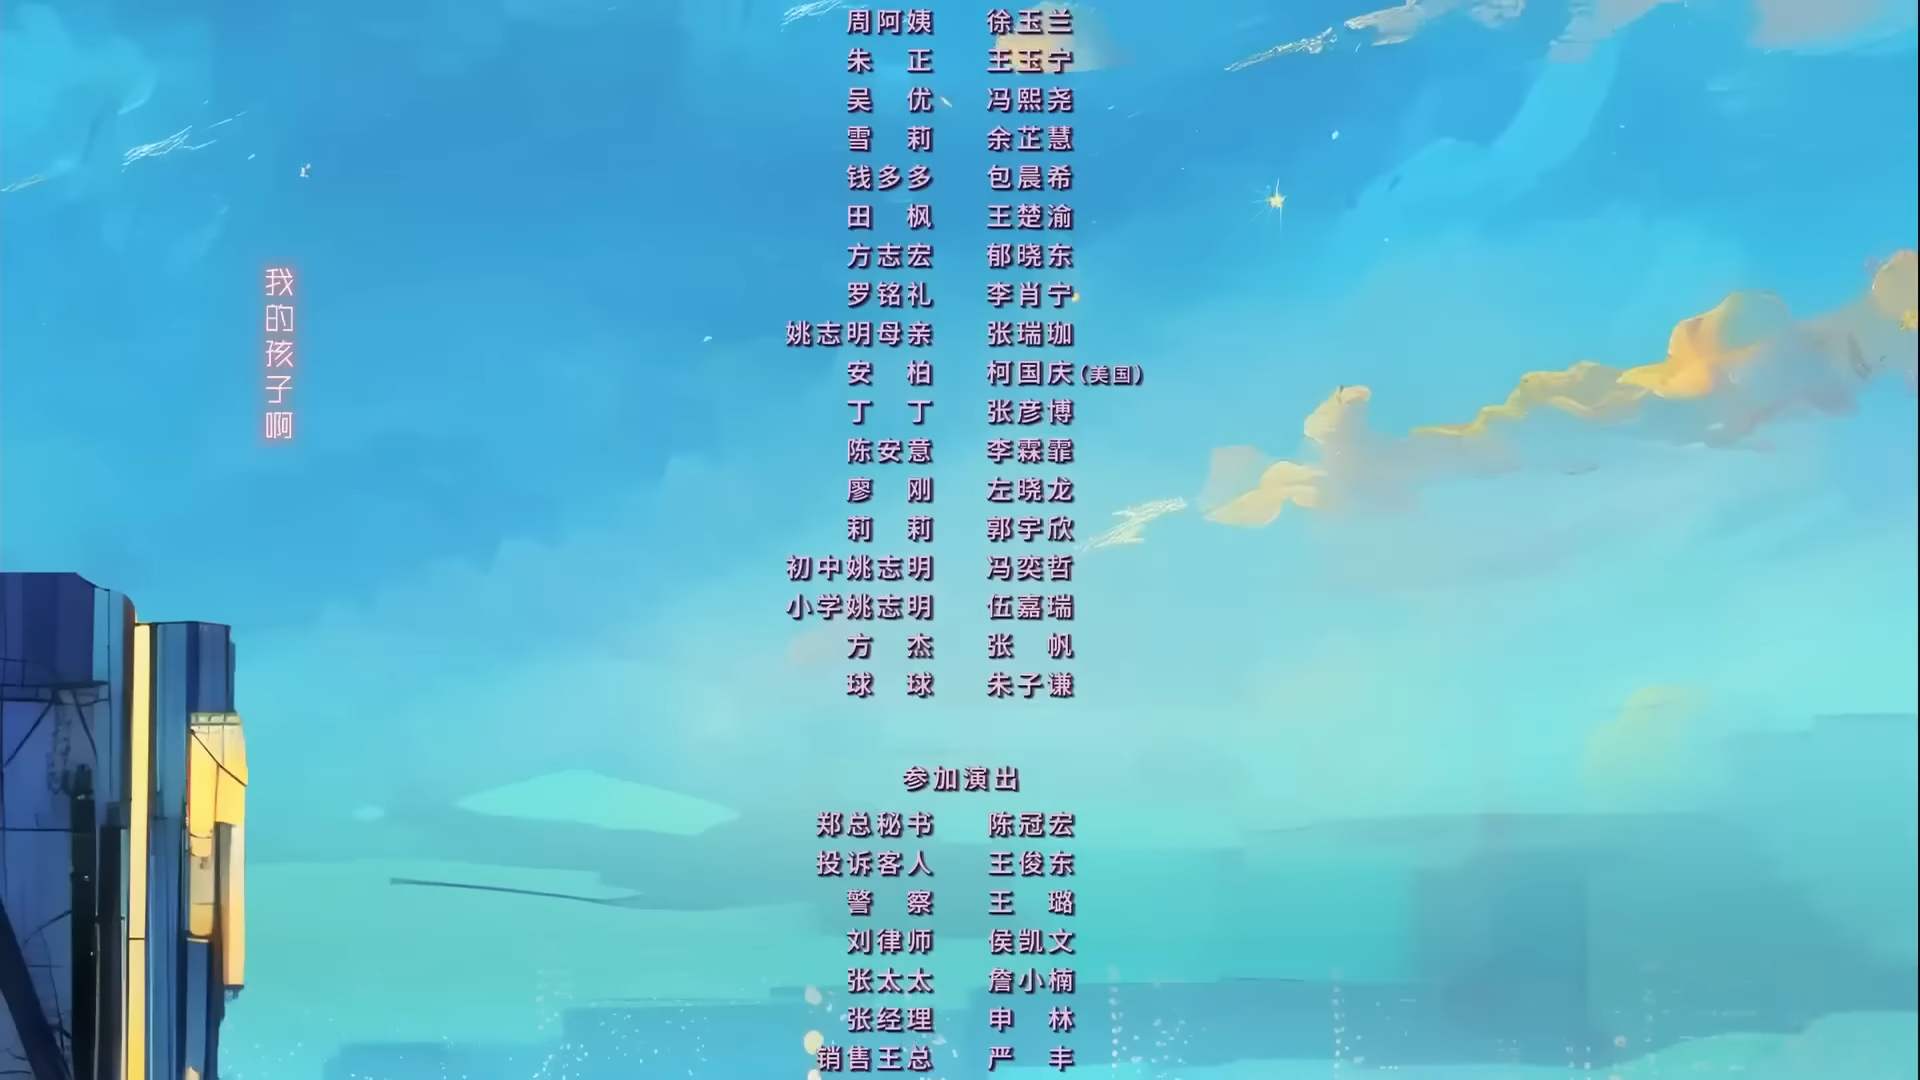 周阿姨 徐玉兰
朱 正 王玉宁
吴 优 冯熙尧
雪 莉 余芷慧
钱多多 包晨希
田 枫 王楚渝
方志宏 郁晓东
罗铭礼 李肖宁
姚志明母亲 张瑞珈
安 柏 柯国庆(美国)
丁 丁 张彦博
陈安意 李霖霏
廖 刚 左晓龙
莉 莉 郭宇欣
初中姚志明 冯奕哲
小学姚志明 伍嘉瑞
方 杰 张 帆
球 球 朱子谦
参加演出
郑总秘书 陈冠宏
投诉客人 王俊东
警 察 王 璐
刘律师 侯凯文
张太太 詹小楠
张经理 申 林
销售王总 严 丰
我的孩子啊